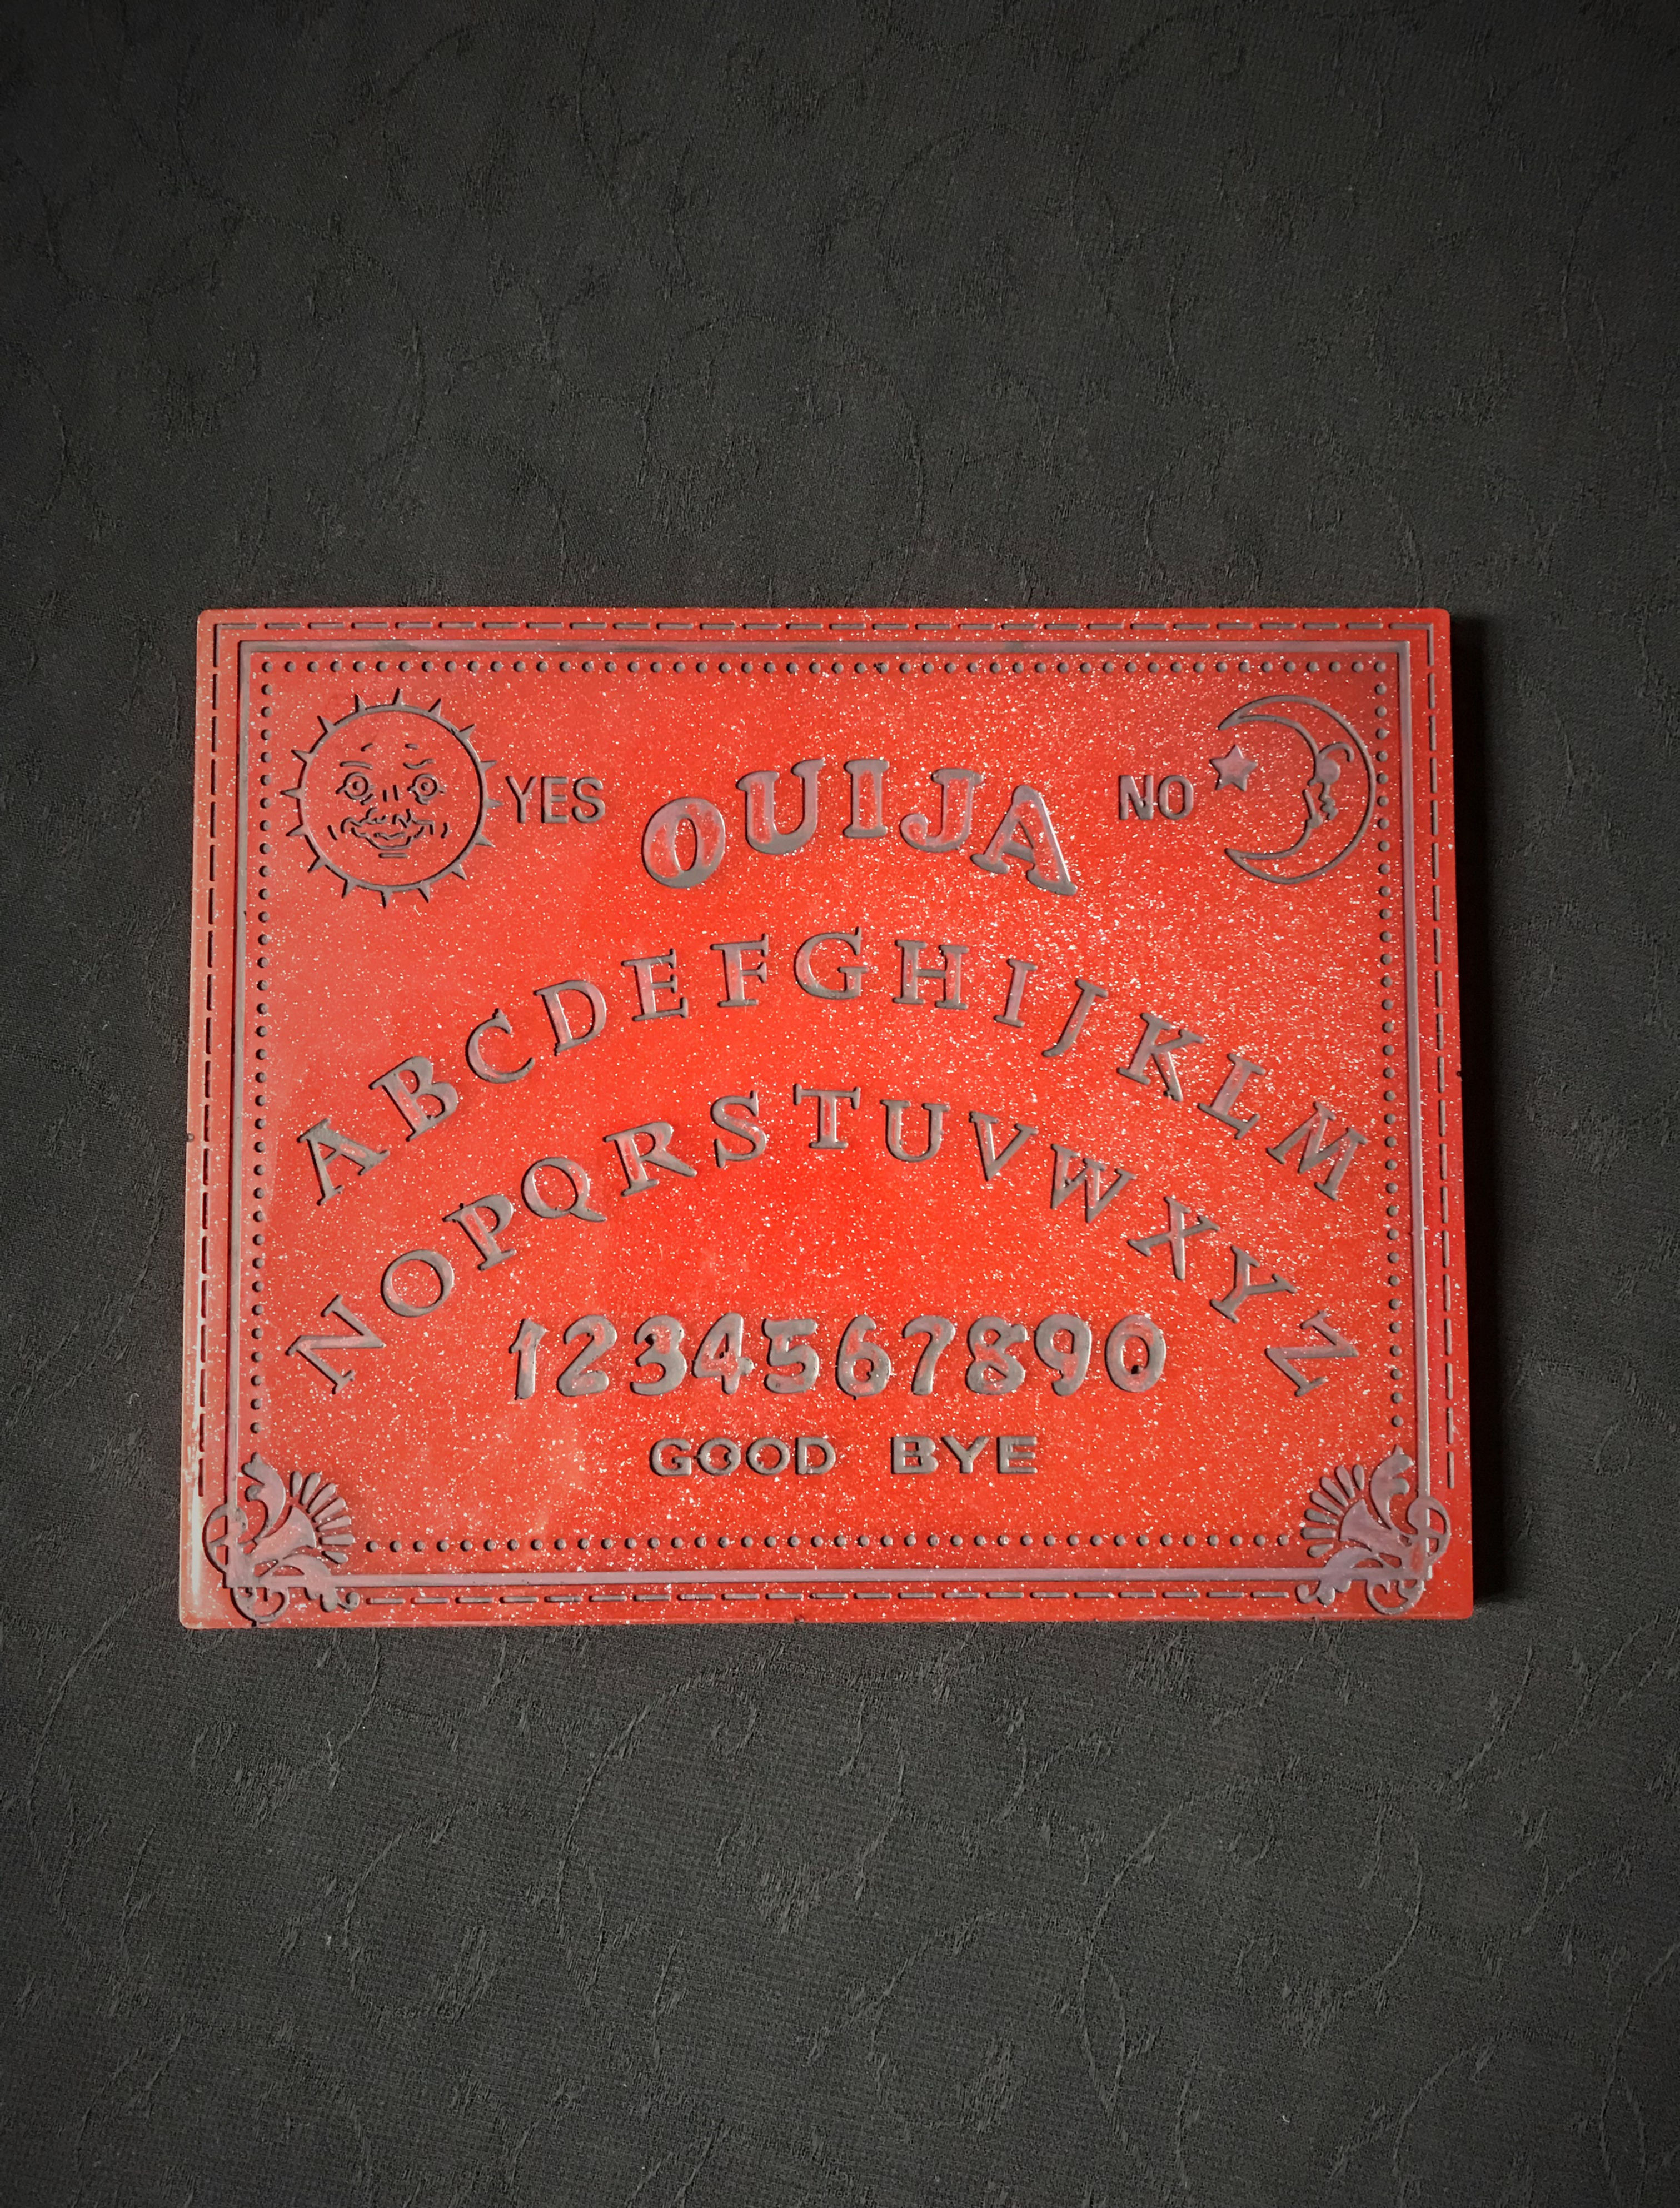 YES OUIJA NO
ABCDEFGHIJKLM
NOPQRSTUVWXYZ
1234567890
GOOD BYE